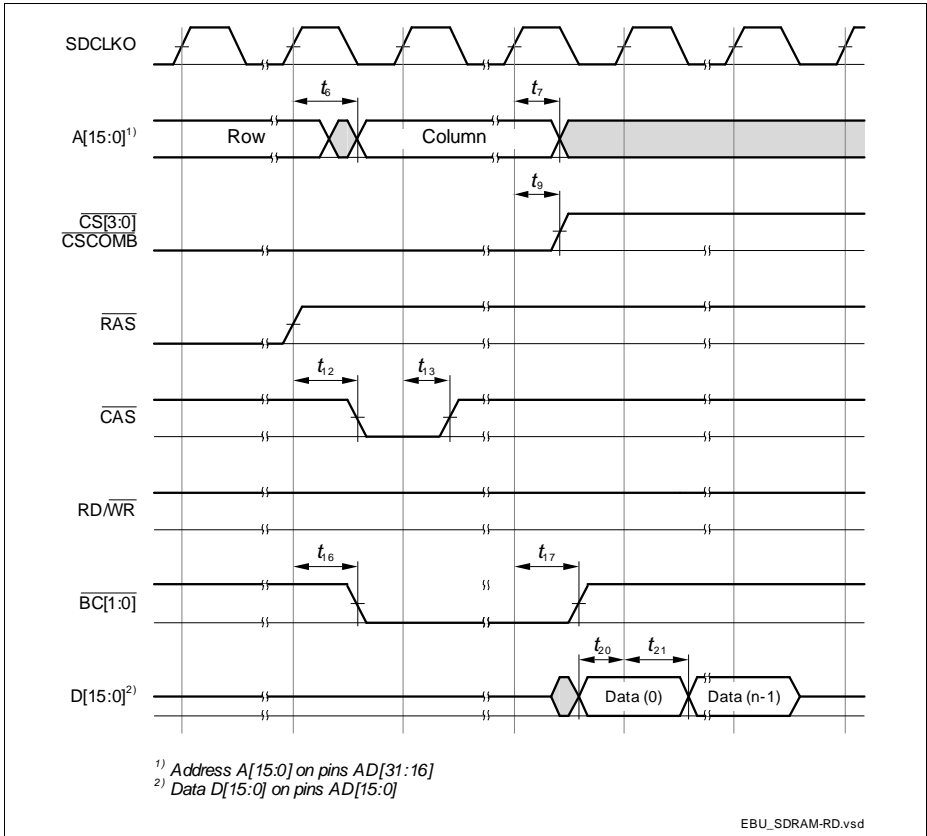 SDCLKO
t6
t7
A[15:0]1)
Row
Column
t9
CS[3:0]
CSCOMB
RAS
t12
t13
CAS
RD/WR
t16
t17
BC[1:0]
t20
t21
D[15:0]2)
Data (0)
Data (n-1)
1) Address A[15:0] on pins AD[31:16]
2) Data D[15:0] on pins AD[15:0]
EBU_SDRAM-RD.vsd